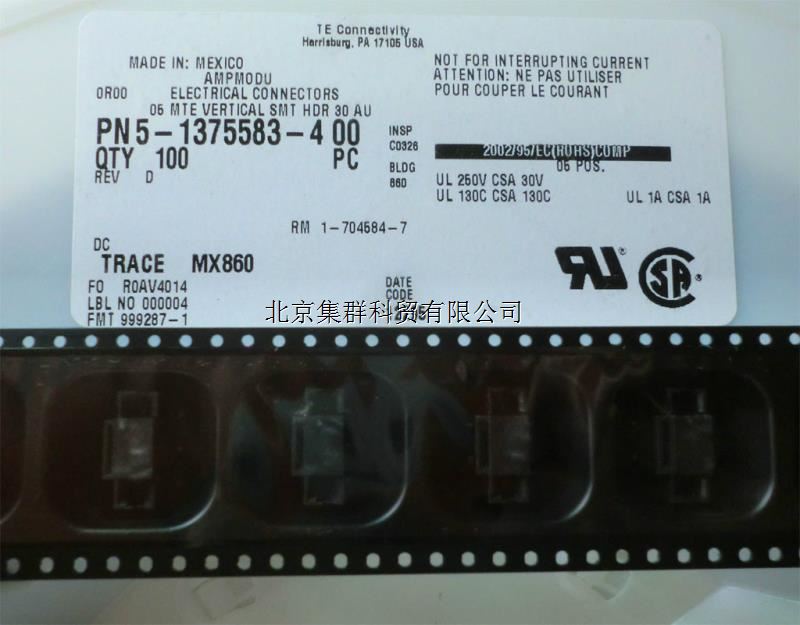 TE Connectivity
Harrisburg, PA 17105 USA
MADE IN: MEXICO
AMPMODU
0R00 ELECTRICAL CONNECTORS
05 MTE VERTICAL SMT HDR 30 AU
PN 5-1375583-4 00
QTY 100 PC
REV D
INSP
C0326
BLDG
860
NOT FOR INTERRUPTING CURRENT
ATTENTION: NE PAS UTILISER
POUR COUPER LE COURANT
2002/95/EC(ROHS)COMP
05 POS.
UL 250V CSA 30V
UL 130C CSA 130C UL 1A CSA 1A
RM 1-704584-7
DC
TRACE MX860
FO R0AV4014
LBL NO 000004
FMT 999287-1
DATE
CODE
RU ®
SA ®
北京集群科贸有限公司